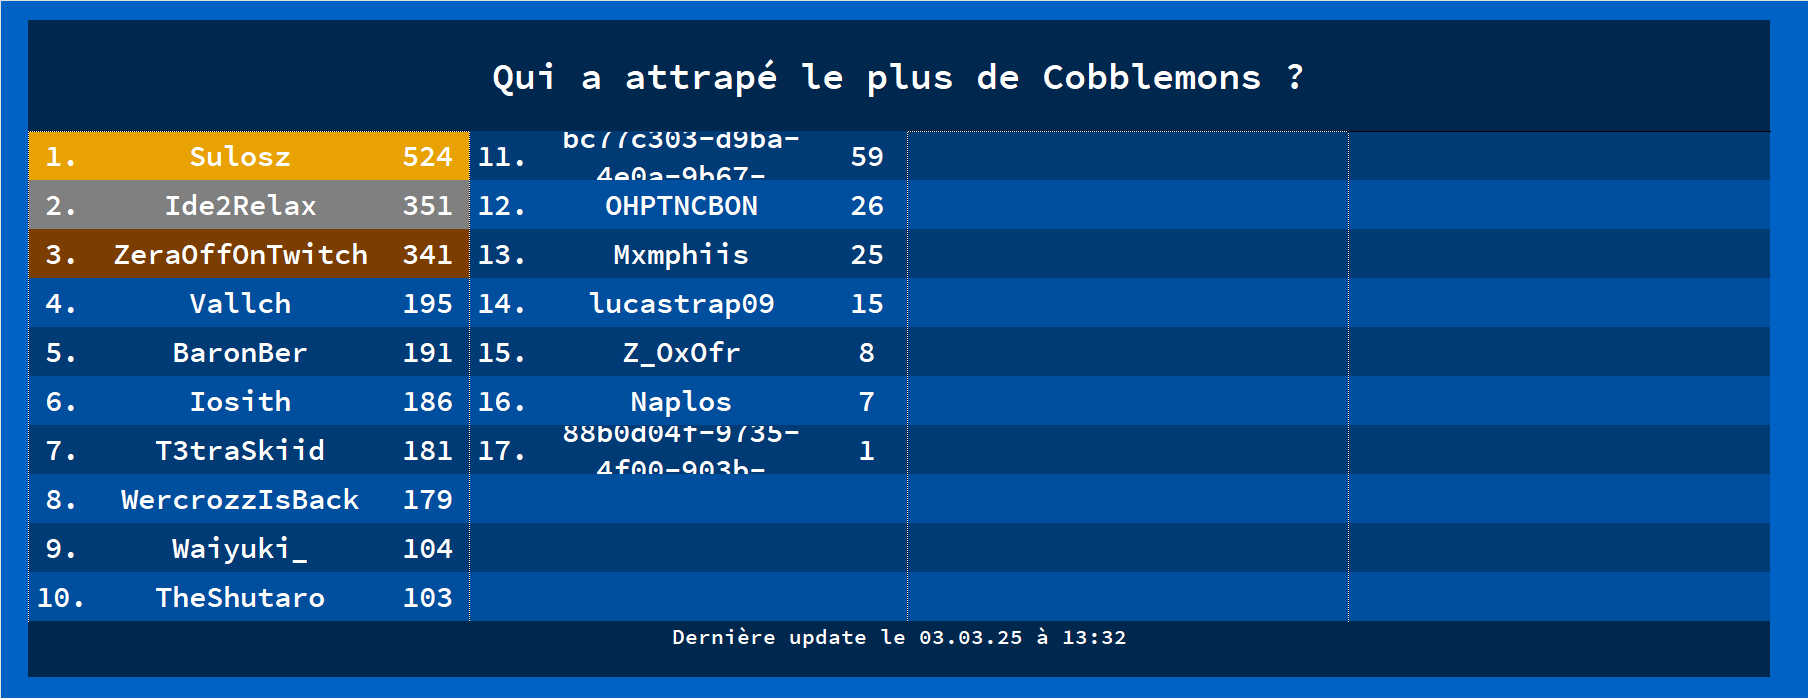 Qui a attrapé le plus de Cobblemons ?
1. Sulosz 524
2. Ide2Relax 351
3. ZeraOffOnTwitch 341
4. Vallch 195
5. BaronBer 191
6. Iosith 186
7. T3traSkiid 181
8. WercrozzIsBack 179
9. Waiyuki_ 104
10. TheShutaro 103
11. bc77c303-d9ba- 59
4e0a-9b67-
12. OHPTNCBON 26
13. Mxmphiis 25
14. lucastrap09 15
15. Z_OxOfr 8
16. Naplos 7
17. 88b0d04f-9735- 1
4f00-903b-
Dernière update le 03.03.25 à 13:32